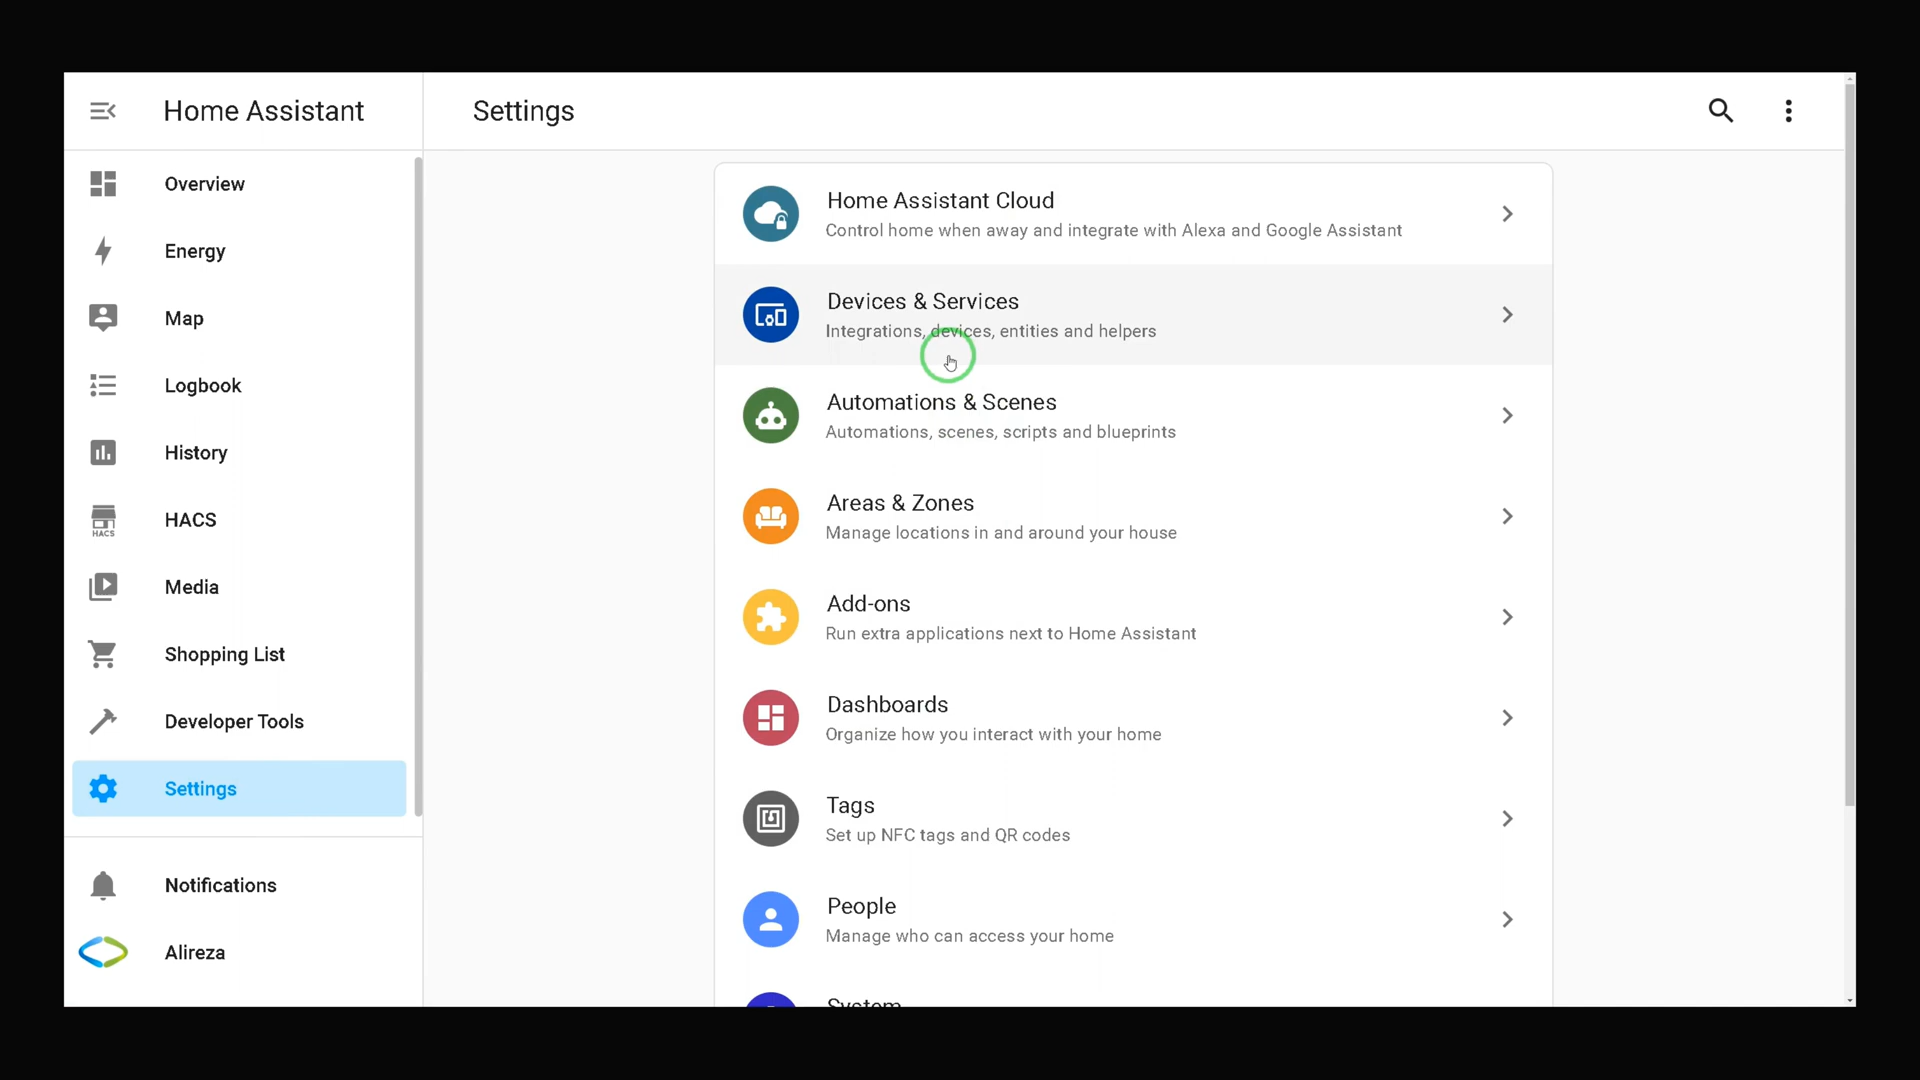 Home Assistant
Settings
Overview
Energy
Map
Logbook
History
HACS
HACS
Media
Shopping List
Developer Tools
Settings
Notifications
Alireza
Home Assistant Cloud
Control home when away and integrate with Alexa and Google Assistant
Devices & Services
Integrations, devices, entities and helpers
Automations & Scenes
Automations, scenes, scripts and blueprints
Areas & Zones
Manage locations in and around your house
Add-ons
Run extra applications next to Home Assistant
Dashboards
Organize how you interact with your home
Tags
Set up NFC tags and QR codes
People
Manage who can access your home
System